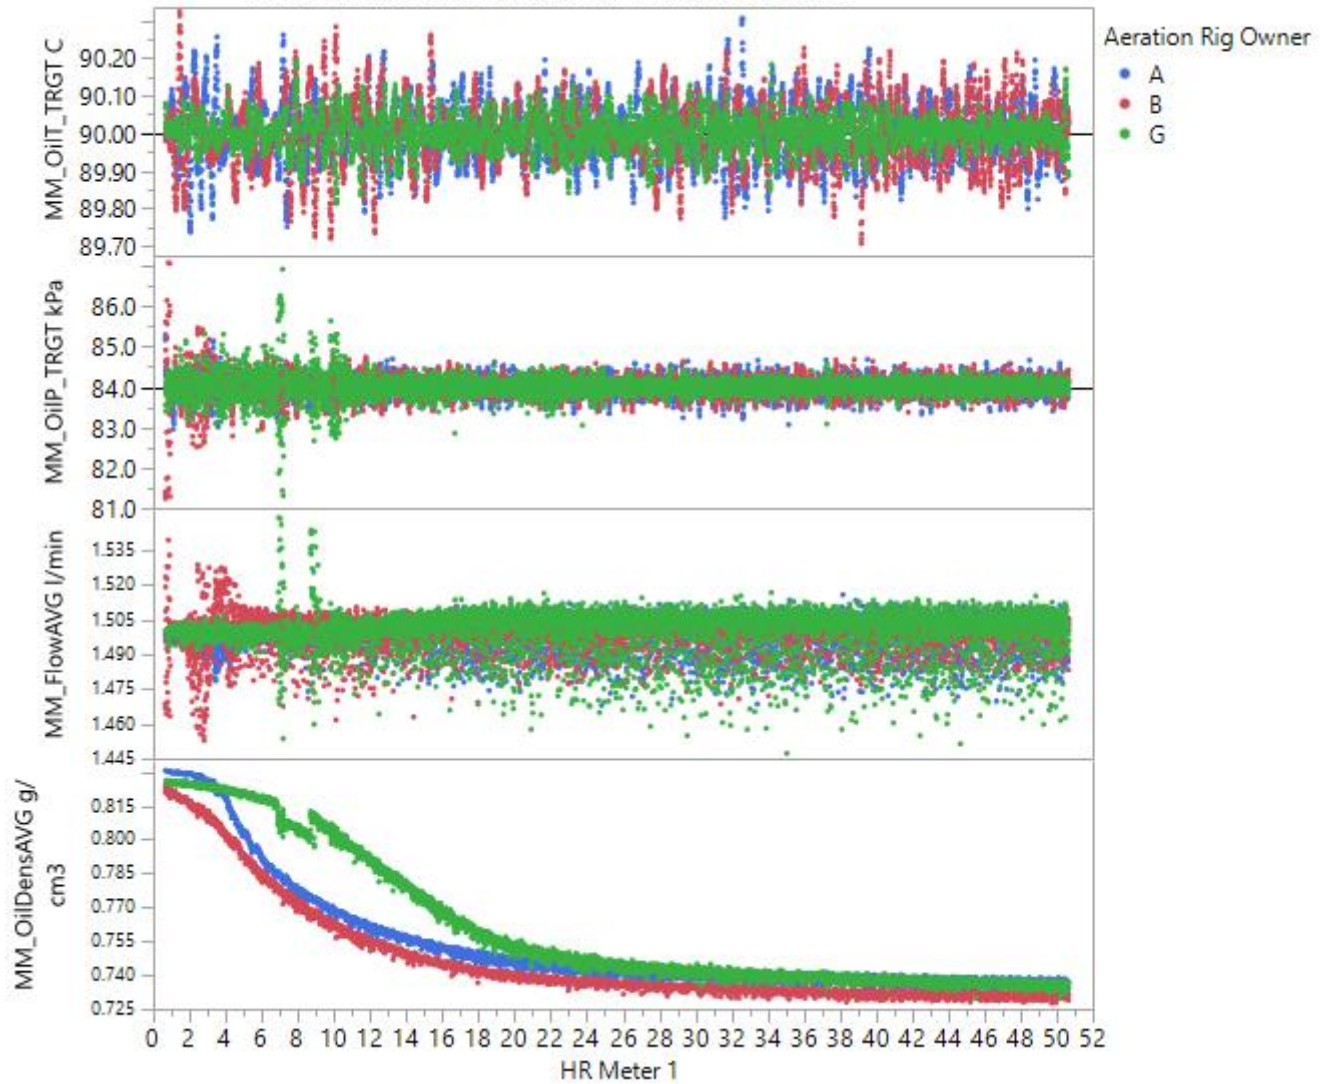 Aeration Rig Owner
A
B
G
MM_OilT_TRGT C
90.20
90.10
90.00
89.90
89.80
89.70
MM_OilP_TRGT kPa
86.0
85.0
84.0
83.0
82.0
81.0
MM_FlowAVG l/min
1.535
1.520
1.505
1.490
1.475
1.460
1.445
MM_OilDensAVG g/
cm3
0.815
0.800
0.785
0.770
0.755
0.740
0.725
0 2 4 6 8 10 12 14 16 18 20 22 24 26 28 30 32 34 36 38 40 42 44 46 48 50 52
HR Meter 1